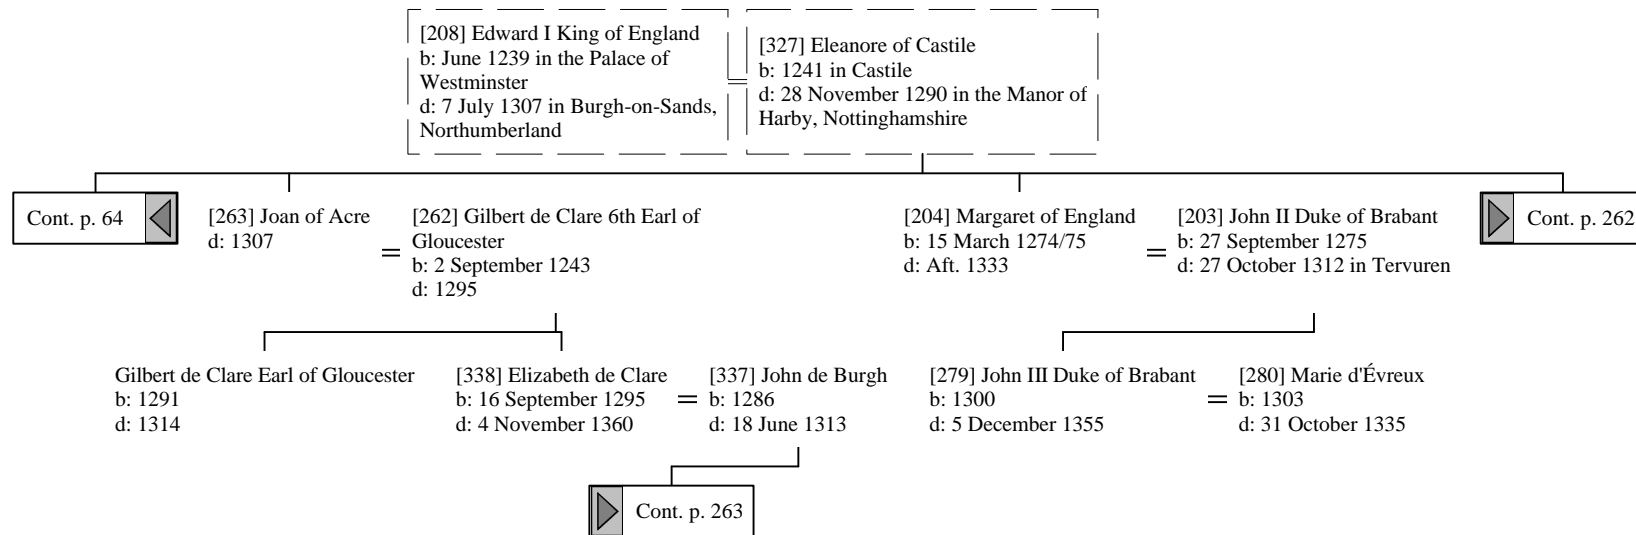 [208] Edward I King of England
b: June 1239 in the Palace of
Westminster
d: 7 July 1307 in Burgh-on-Sands,
Northumberland
=
[327] Eleanore of Castile
b: 1241 in Castile
d: 28 November 1290 in the Manor of
Harby, Nottinghamshire
Cont. p. 64
[263] Joan of Acre
d: 1307
=
[262] Gilbert de Clare 6th Earl of
Gloucester
b: 2 September 1243
d: 1295
[204] Margaret of England
b: 15 March 1274/75
d: Aft. 1333
=
[203] John II Duke of Brabant
b: 27 September 1275
d: 27 October 1312 in Tervuren
Cont. p. 262
Gilbert de Clare Earl of Gloucester
b: 1291
d: 1314
[338] Elizabeth de Clare
b: 16 September 1295
d: 4 November 1360
=
[337] John de Burgh
b: 1286
d: 18 June 1313
[279] John III Duke of Brabant
b: 1300
d: 5 December 1355
=
[280] Marie d'Évreux
b: 1303
d: 31 October 1335
Cont. p. 263